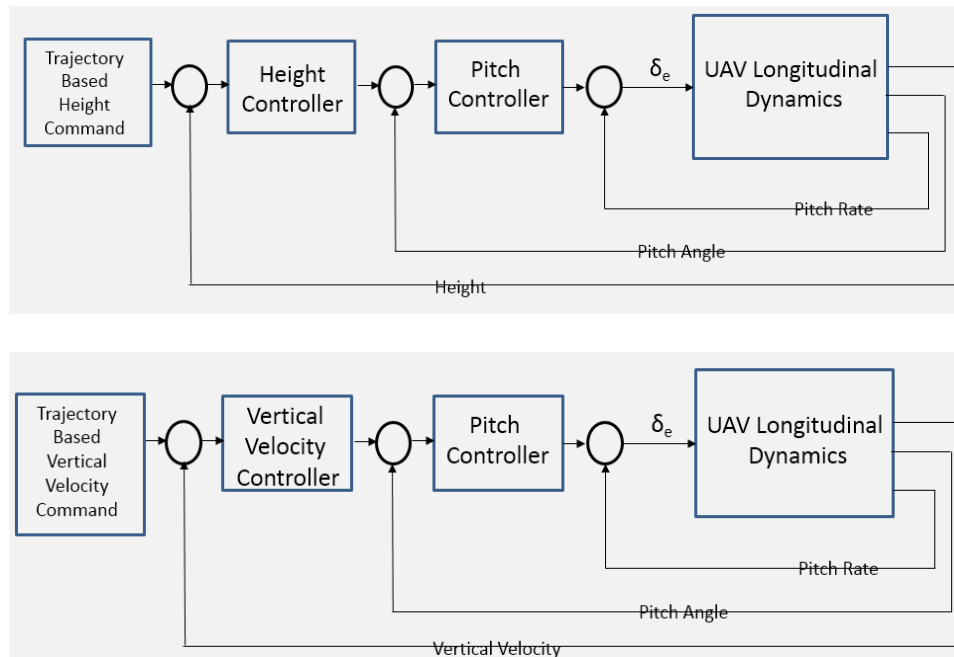 Trajectory
Based
Height
Command
Height
Controller
Pitch
Controller
δe
UAV Longitudinal
Dynamics
Pitch Rate
Pitch Angle
Height
Trajectory
Based
Vertical
Velocity
Command
Vertical
Velocity
Controller
Pitch
Controller
δe
UAV Longitudinal
Dynamics
Pitch Rate
Pitch Angle
Vertical Velocity